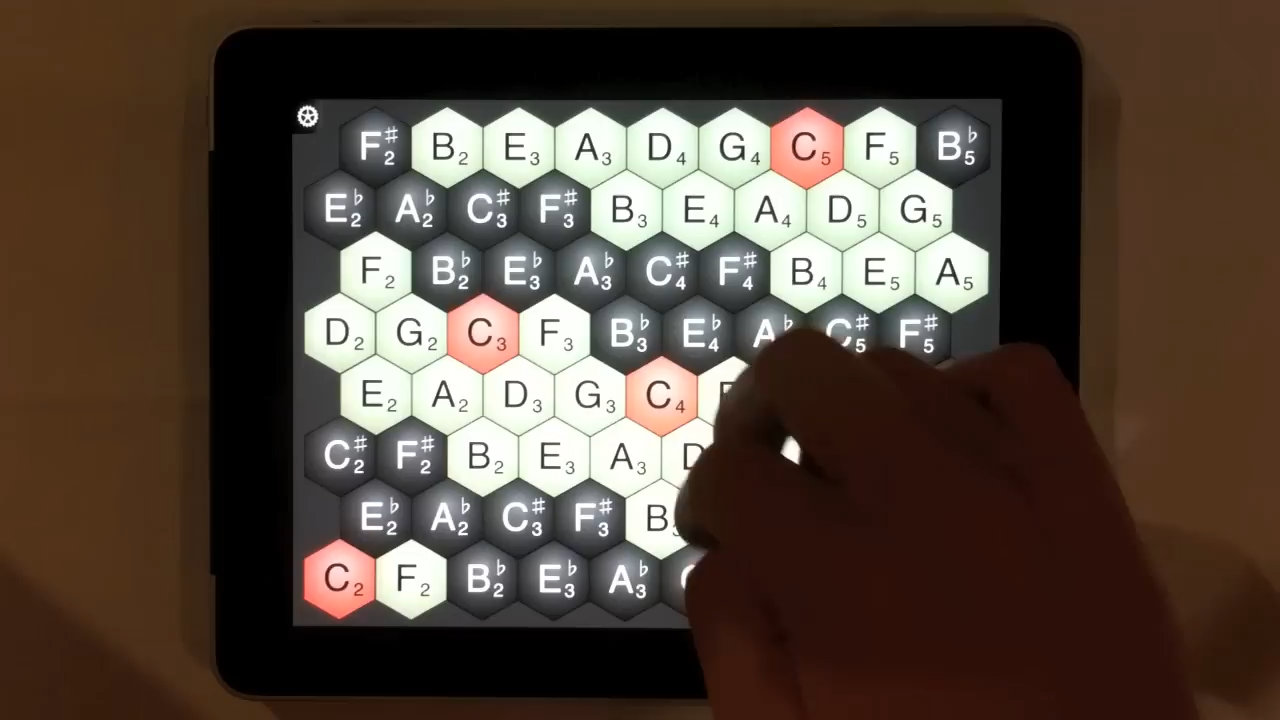 F♯2 B2 E3 A3 D4 G4 C5 F5 B♭5
E♭2 A♭2 C♯3 F♯3 B3 E4 A4 D5 G5
F2 B♭2 E♭3 A♭3 C♯4 F♯4 B4 E5 A5
D2 G2 C3 F3 B♭3 E♭4 A♭ C♯5 F♯5
E2 A2 D3 G3 C4
C♯2 F♯2 B2 E3 A3 D
E♭2 A♭2 C♯3 F♯3 B3
C2 F2 B♭2 E♭3 A♭3